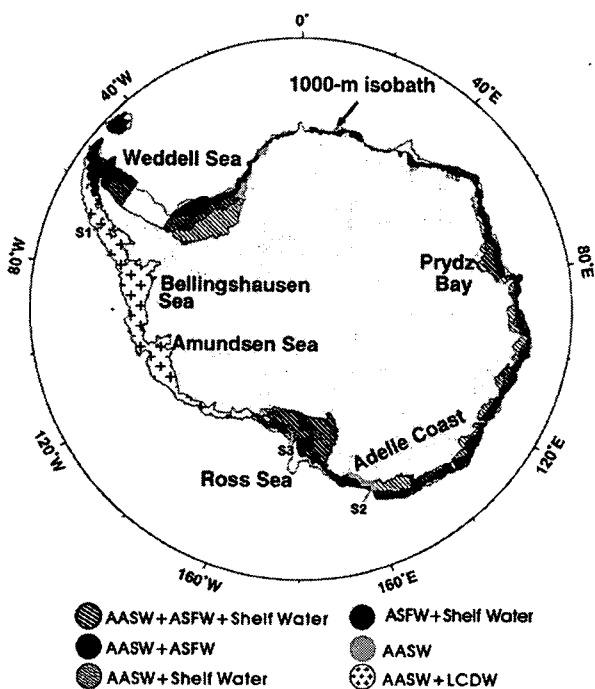 0°
40°W
40°E
1000-m isobath
Weddell Sea
S1
80°W
80°E
Prydz
Bay
Bellingshausen
Sea
Amundsen Sea
Adelie Coast
S3
Ross Sea
S2
120°W
120°E
160°W
160°E
AASW+ASFW+Shelf Water
ASFW+Shelf Water
AASW+ASFW
AASW
AASW+Shelf Water
AASW+LCDW